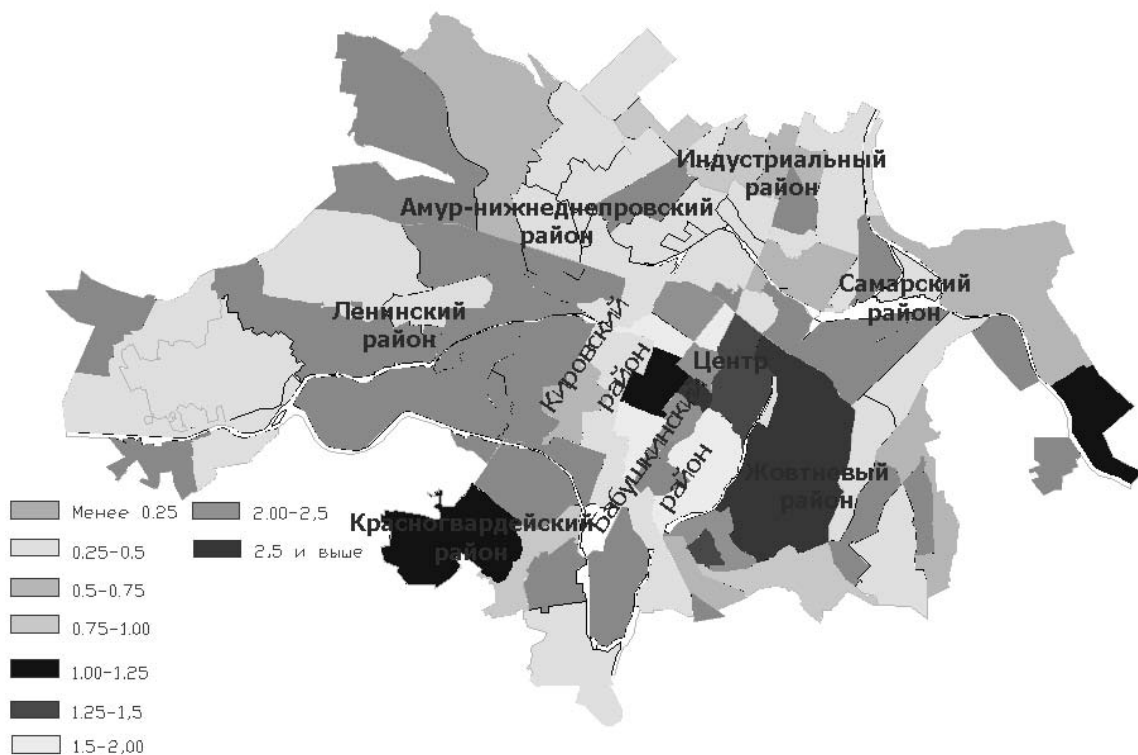 Индустриальный
район
Амур-нижнеднепровский
район
Самарский
район
Ленинский
район
Кировский
район
Центр
Бабушкинский
район
Жовтневый
район
Красногвардейский
район
Менее 0.25
0.25-0.5
0.5-0.75
0.75-1.00
1.00-1.25
1.25-1,5
1.5-2,00
2.00-2,5
2,5 и выше